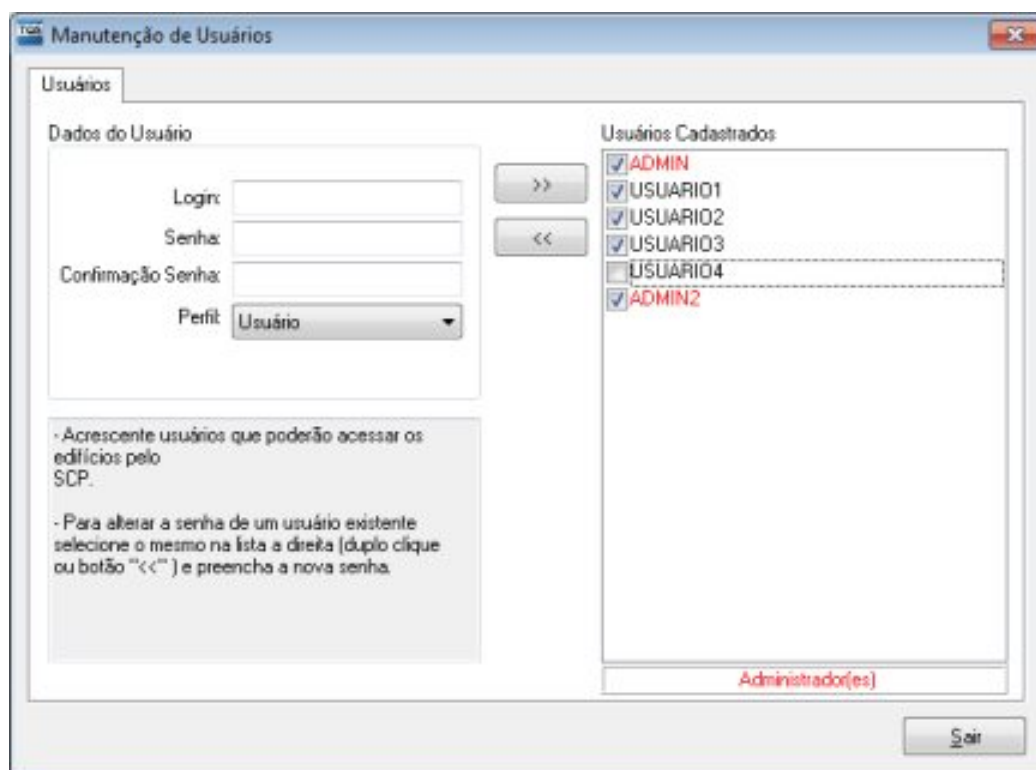 TQS Manutenção de Usuários
Usuários
Dados do Usuário
Login:
Senha:
Confirmação Senha:
Perfil:
Usuário
>>
<<
Usuários Cadastrados
ADMIN
USUARIO1
USUARIO2
USUARIO3
USUARIO4
ADMIN2
- Acrescente usuários que poderão acessar os
edifícios pelo
SCP.
- Para alterar a senha de um usuário existente
selecione o mesmo na lista a direita (duplo clique
ou botão "<<" ) e preencha a nova senha.
Administrador(es)
Sair